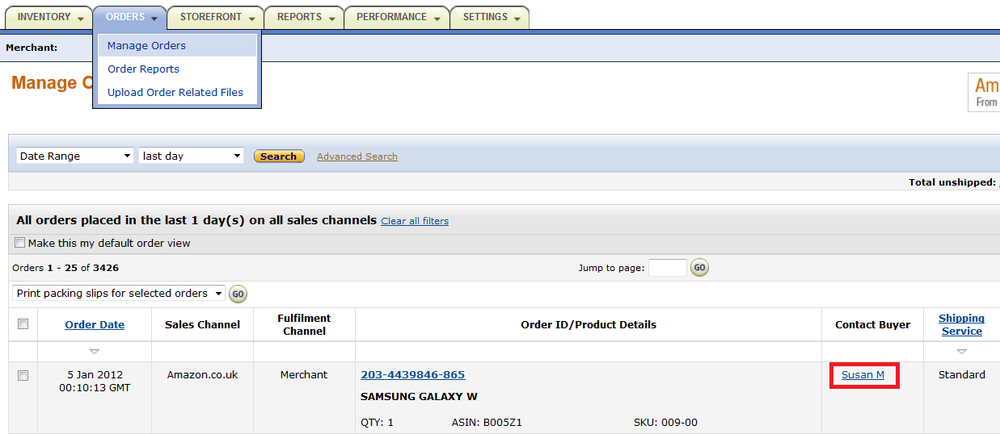 INVENTORY ORDERS STOREFRONT REPORTS PERFORMANCE SETTINGS
Manage Orders
Merchant:
Order Reports
Manage O
Upload Order Related Files
Am
From
Date Range last day Search Advanced Search
Total unshipped:
All orders placed in the last 1 day(s) on all sales channels Clear all filters
Make this my default order view
Orders 1 - 25 of 3426 Jump to page: GO
Print packing slips for selected orders GO
Order Date Sales Channel Fulfilment Channel Order ID/Product Details Contact Buyer Shipping Service
5 Jan 2012 Amazon.co.uk Merchant 203-4439846-865 Susan M Standard
00:10:13 GMT
SAMSUNG GALAXY W
QTY: 1 ASIN: B005Z1 SKU: 009-00